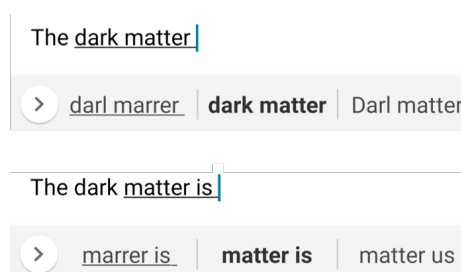 The dark matter
darl marrer dark matter Darl matter
The dark matter is
marrer is matter is matter us